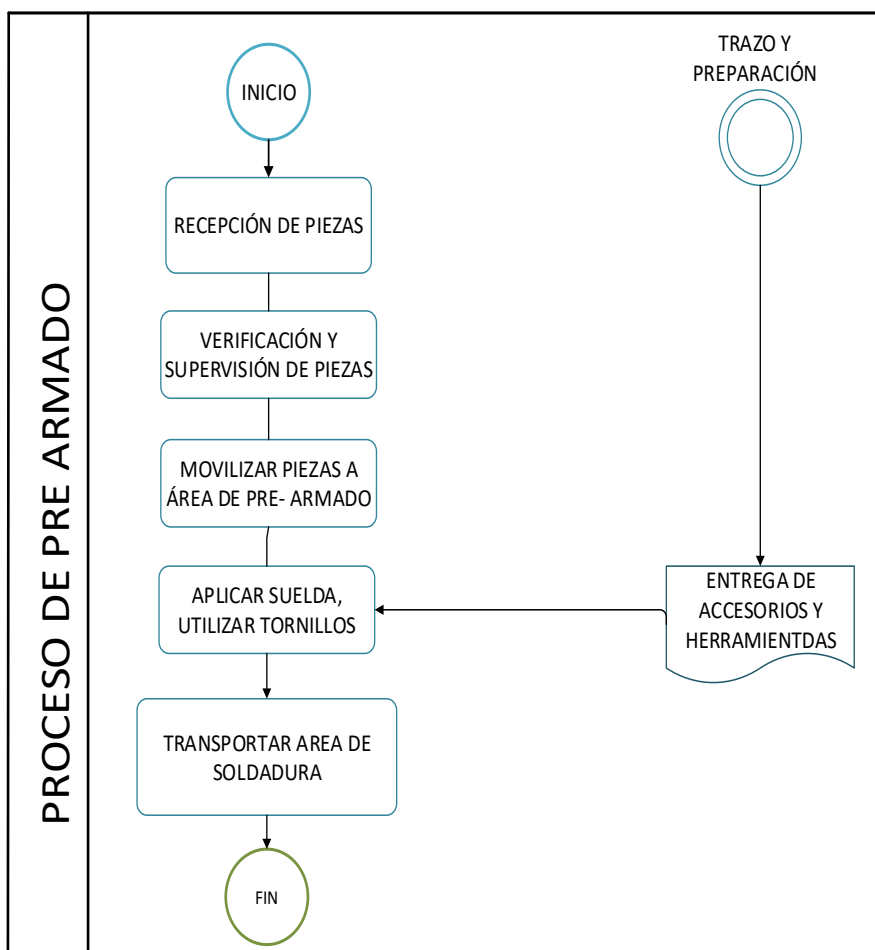 PROCESO DE PRE ARMADO
INICIO
RECEPCIÓN DE PIEZAS
VERIFICACIÓN Y
SUPERVISIÓN DE PIEZAS
MOVILIZAR PIEZAS A
ÁREA DE PRE- ARMADO
APLICAR SUELDA,
UTILIZAR TORNILLOS
TRANSPORTAR AREA DE
SOLDADURA
FIN
TRAZO Y
PREPARACIÓN
ENTREGA DE
ACCESORIOS Y
HERRAMIENTDAS